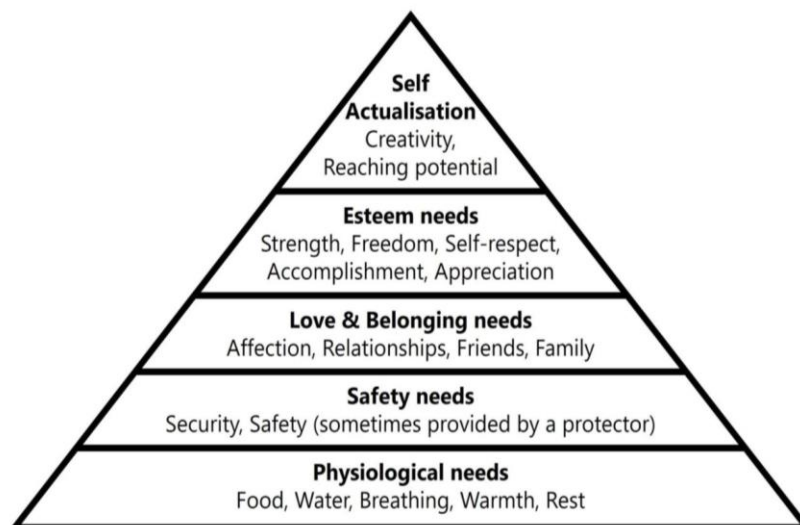 Self
Actualisation
Creativity,
Reaching potential
Esteem needs
Strength, Freedom, Self-respect,
Accomplishment, Appreciation
Love & Belonging needs
Affection, Relationships, Friends, Family
Safety needs
Security, Safety (sometimes provided by a protector)
Physiological needs
Food, Water, Breathing, Warmth, Rest